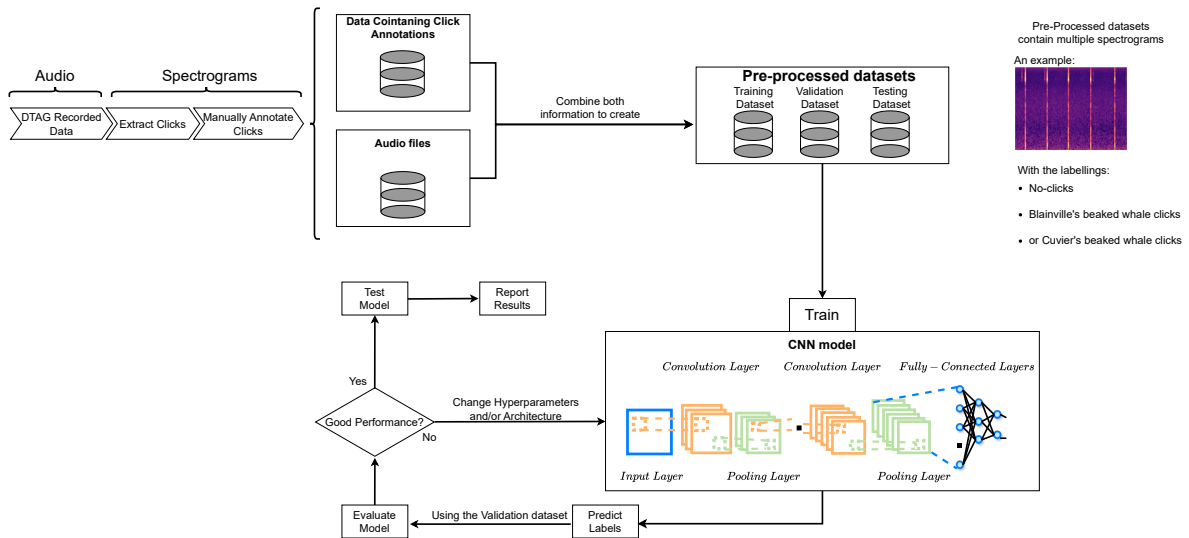 Audio
Spectrograms
DTAG Recorded
Data
Extract Clicks
Manually Annotate
Clicks
Data Cointaning Click
Annotations
Audio files
Combine both
information to create
Pre-processed datasets
Training
Dataset
Validation
Dataset
Testing
Dataset
Pre-Processed datasets
contain multiple spectrograms
An example:
With the labellings:
• No-clicks
• Blainville's beaked whale clicks
• or Cuvier's beaked whale clicks
Train
CNN model
Convolution Layer
Convolution Layer
Fully − Connected Layers
Input Layer
Pooling Layer
Pooling Layer
Test
Model
Report
Results
Yes
Good Performance?
No
Change Hyperparameters
and/or Architecture
Evaluate
Model
Using the Validation dataset
Predict
Labels